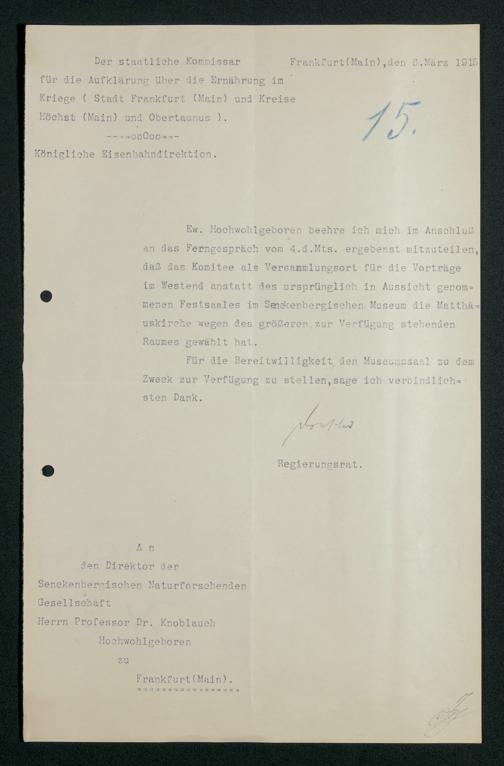 Der staatliche Kommissar Frankfurt(Main),den 6.März 1915
für die Aufklärung über die Ernährung im
Kriege ( Stadt Frankfurt (Main) und Kreise
Höchst (Main) und Obertaunus ).
----ooOoo----
15.
Königliche Eisenbahndirektion.
Ew. Hochwohlgeboren beehre ich mich im Anschluß
an das Ferngespräch vom 4.d.Mts. ergebenst mitzuteilen,
daß das Komitee als Versammlungsort für die Vorträge
im Westend anstatt des ursprünglich in Aussicht genom=
menen Festsaales im Senckenbergischen Museum die Matthä=
uskirche wegen des größeren zur Verfügung stehenden
Raumes gewählt hat.
Für die Bereitwilligkeit den Museumssaal zu dem
Zweck zur Verfügung zu stellen,sage ich verbindlich=
sten Dank.
Regierungsrat.
A n
den Direktor der
Senckenbergischen Naturforschenden
Gesellschaft
Herrn Professor Dr. Knoblauch
Hochwohlgeboren
zu
Frankfurt(Main).